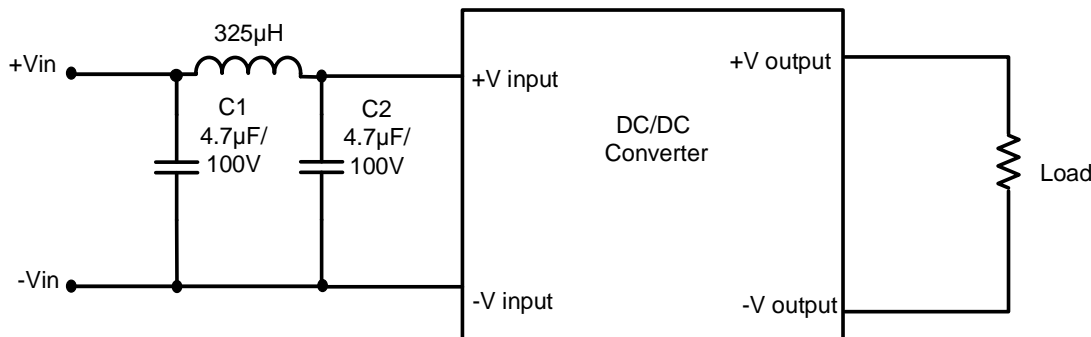 325µH
+Vin
C1
4.7µF/
100V
C2
4.7µF/
100V
-Vin
+V input
-V input
DC/DC
Converter
+V output
-V output
Load